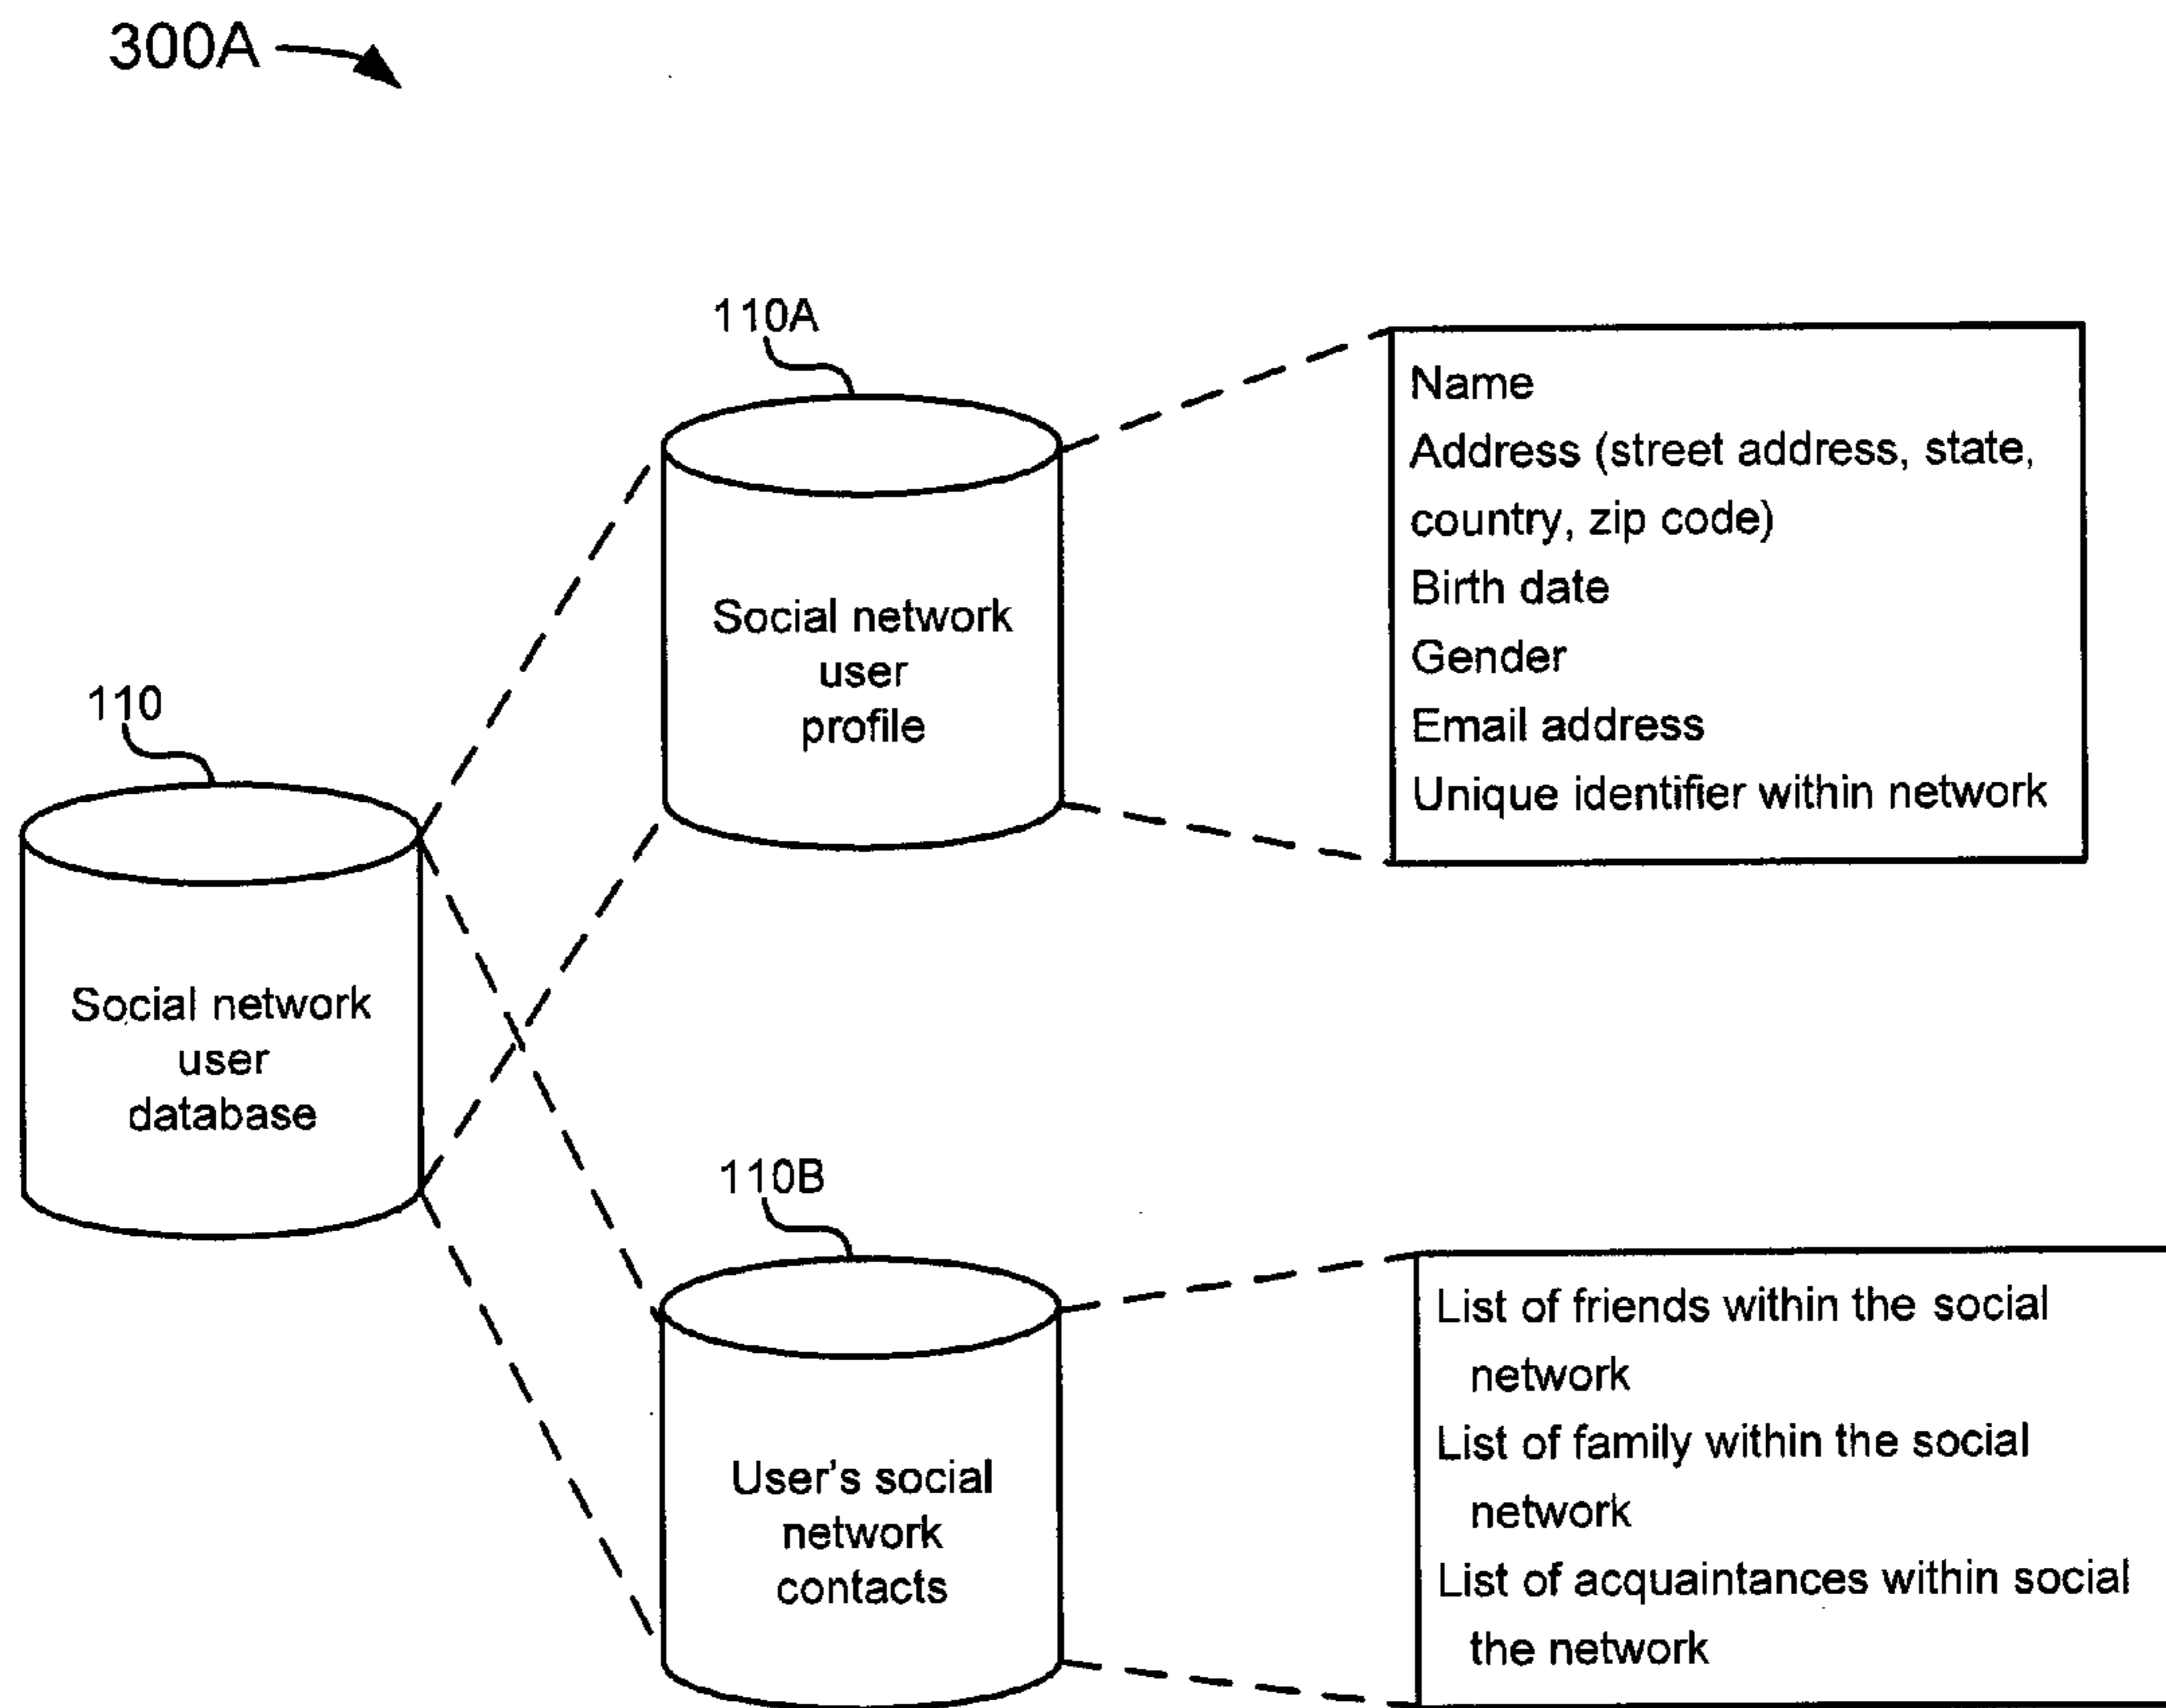 300A
110A
Name
Address (street address, state,
country, zip code)
Birth date
Gender
Email address
Unique identifier within network
Social network
user
profile
110
Social network
user
database
110B
User's social
network
contacts
List of friends within the social
network
List of family within the social
network
List of acquaintances within social
the network